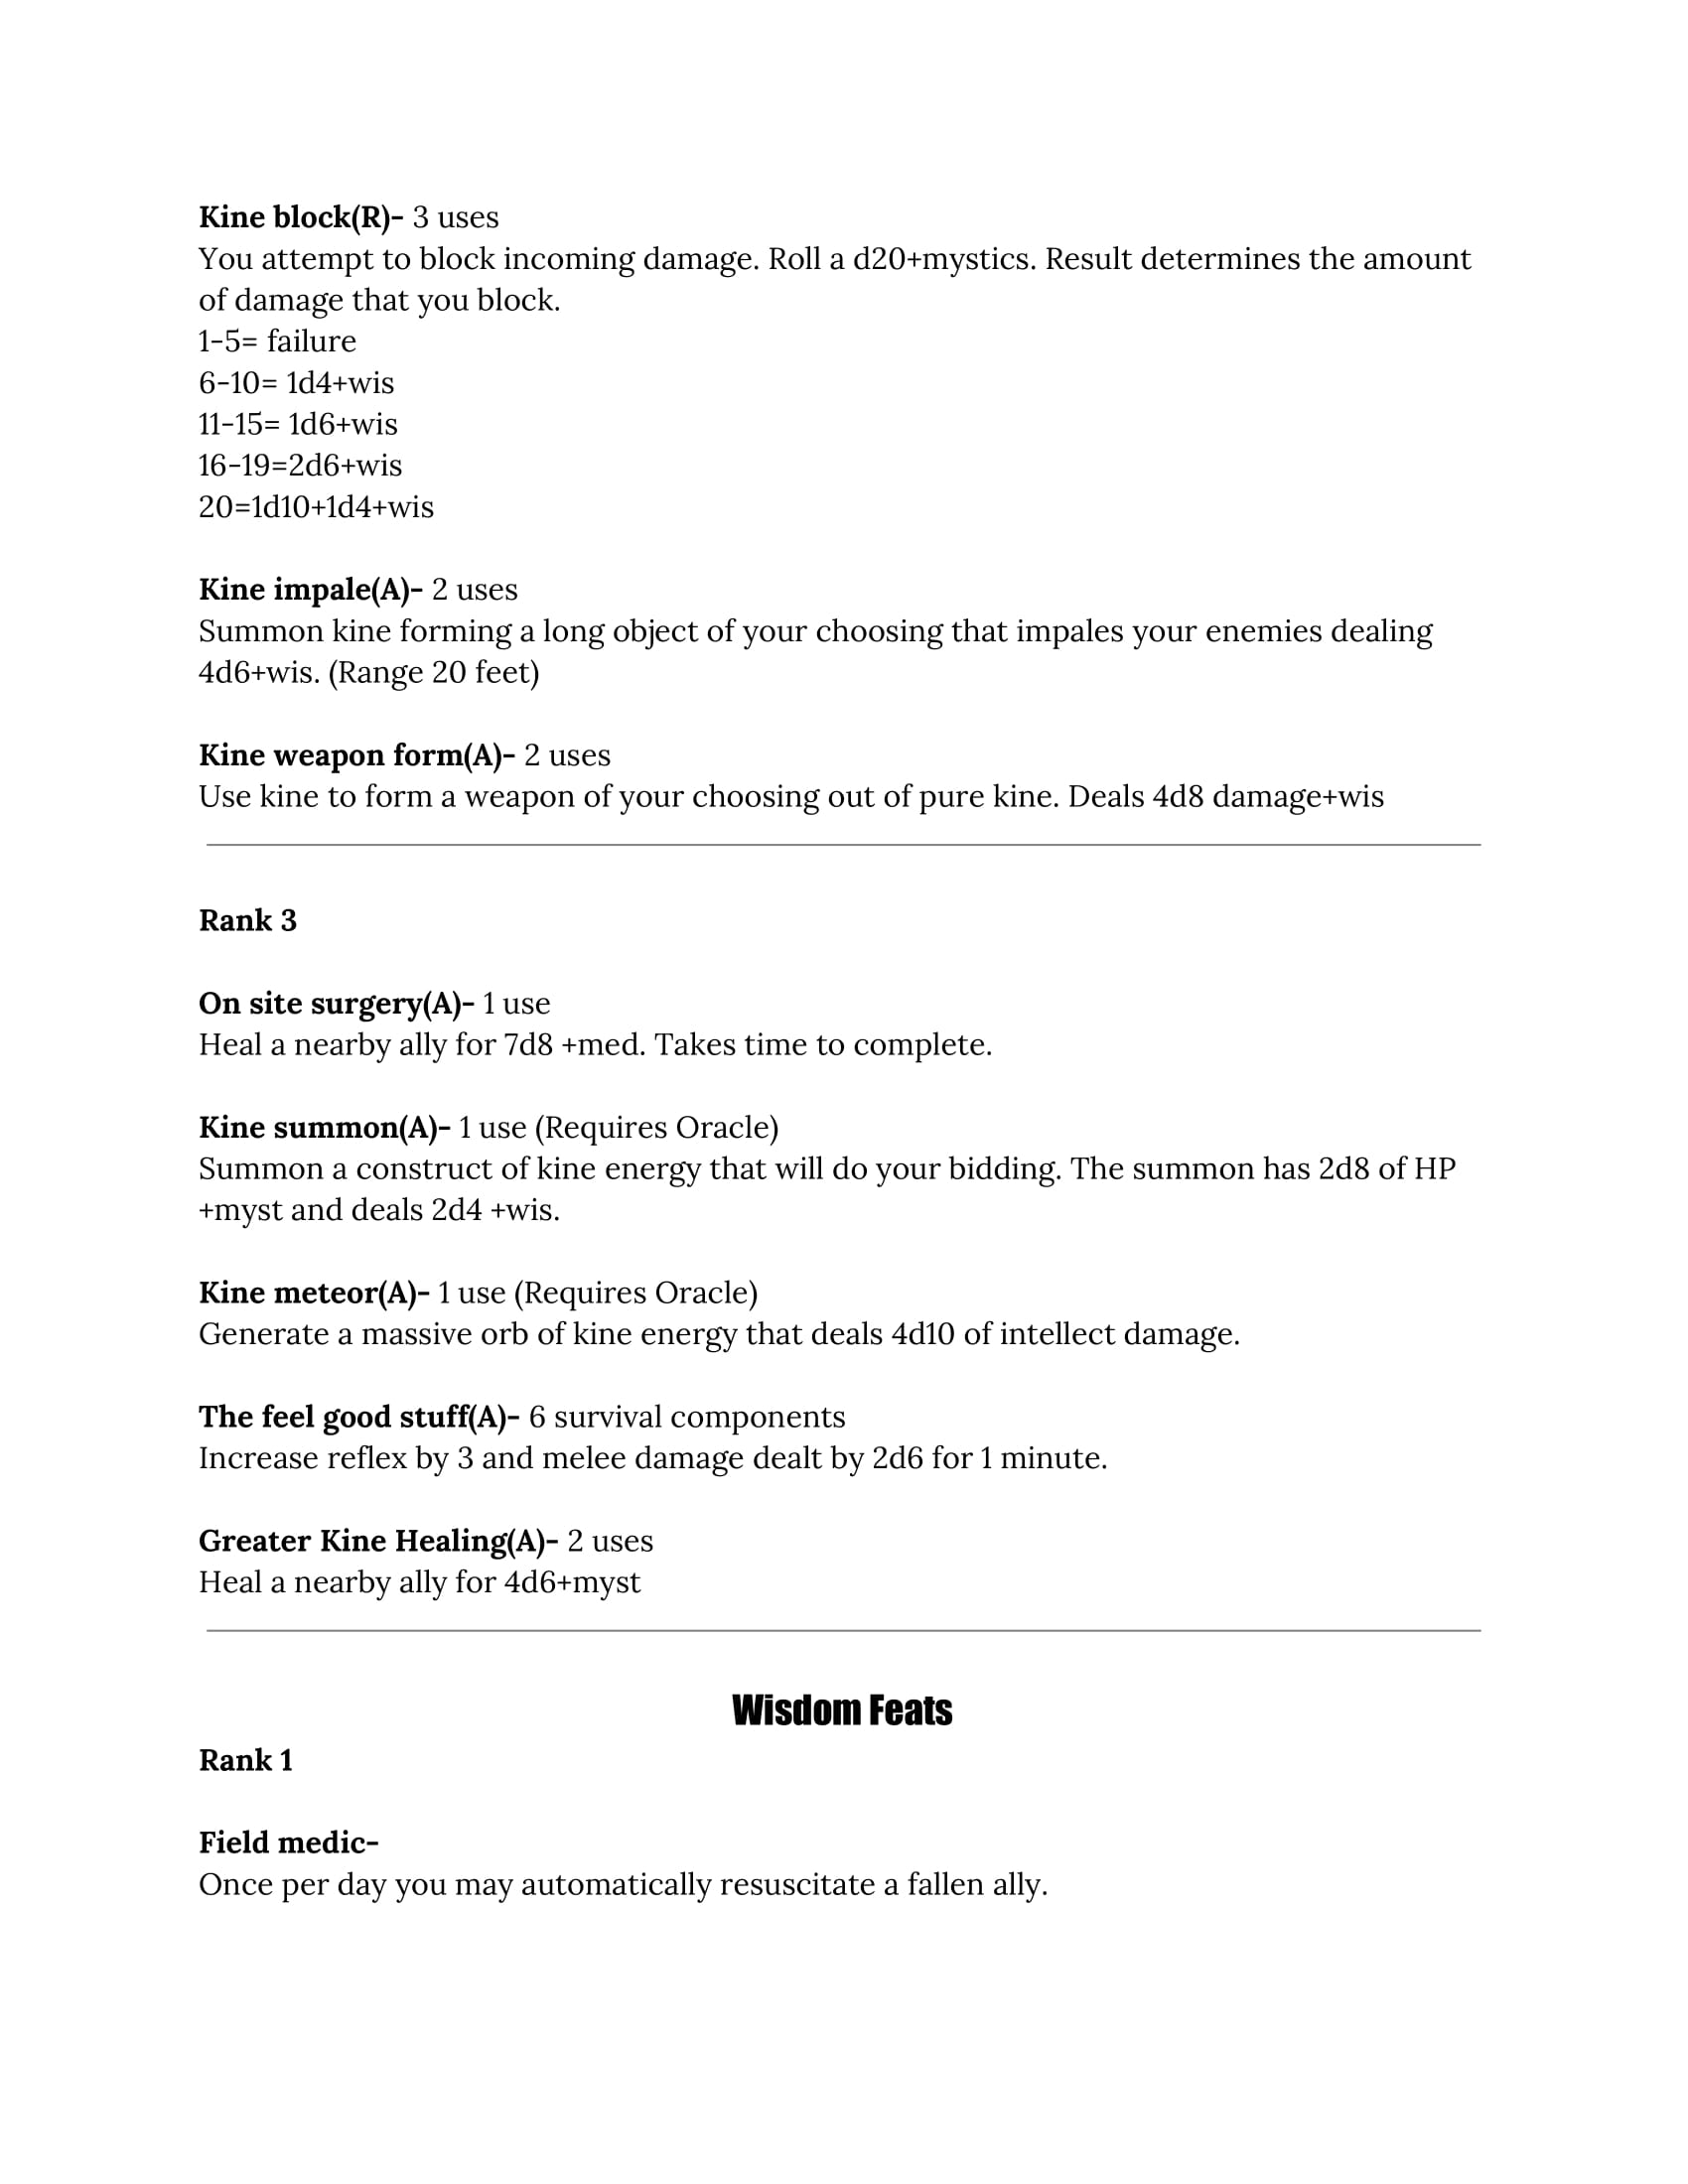 Kine block(R)- 3 uses
You attempt to block incoming damage. Roll a d20+mystics. Result determines the amount
of damage that you block.
1-5= failure
6-10= 1d4+wis
11-15= 1d6+wis
16-19=2d6+wis
20=1d10+1d4+wis
Kine impale(A)- 2 uses
Summon kine forming a long object of your choosing that impales your enemies dealing
4d6+wis. (Range 20 feet)
Kine weapon form(A)- 2 uses
Use kine to form a weapon of your choosing out of pure kine. Deals 4d8 damage+wis
Rank 3
On site surgery(A)- 1 use
Heal a nearby ally for 7d8 +med. Takes time to complete.
Kine summon(A)- 1 use (Requires Oracle)
Summon a construct of kine energy that will do your bidding. The summon has 2d8 of HP
+myst and deals 2d4 +wis.
Kine meteor(A)- 1 use (Requires Oracle)
Generate a massive orb of kine energy that deals 4d10 of intellect damage.
The feel good stuff(A)- 6 survival components
Increase reflex by 3 and melee damage dealt by 2d6 for 1 minute.
Greater Kine Healing(A)- 2 uses
Heal a nearby ally for 4d6+myst
Wisdom Feats
Rank 1
Field medic-
Once per day you may automatically resuscitate a fallen ally.